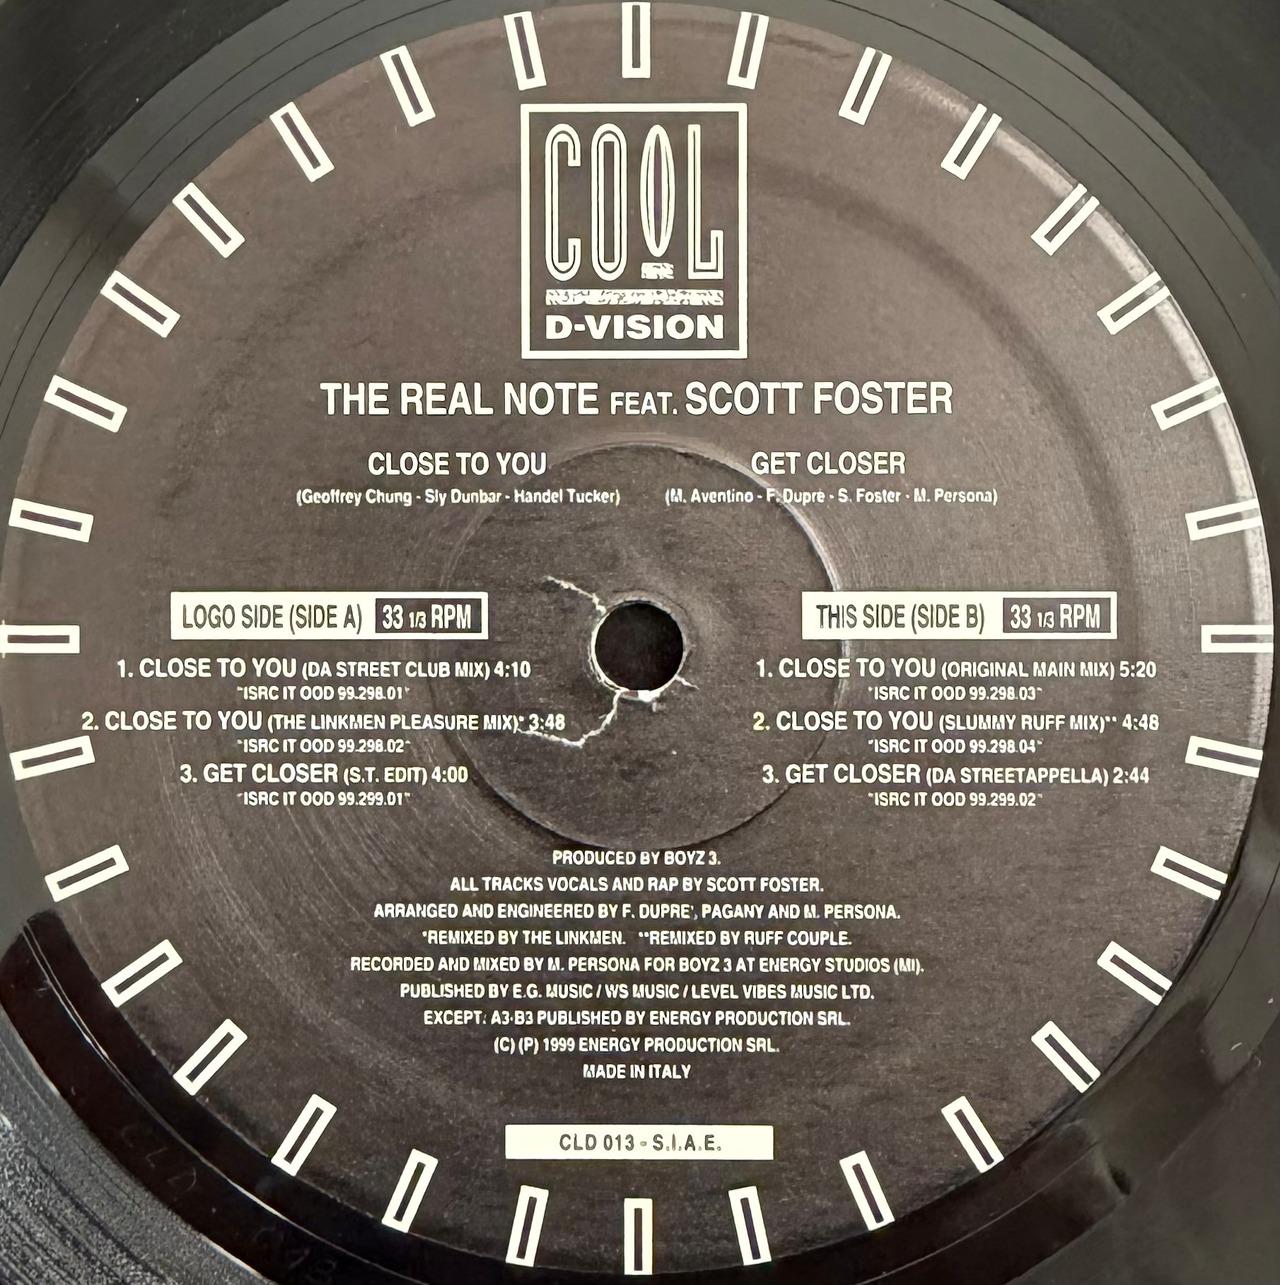 COOL
D-VISION
THE REAL NOTE FEAT. SCOTT FOSTER
CLOSE TO YOU
(Geoffrey Chung - Sly Dunbar - Handel Tucker)
GET CLOSER
(M. Aventino - F. Dupré - S. Foster - M. Persona)
LOGO SIDE (SIDE A) 33 1/3 RPM
1. CLOSE TO YOU (DA STREET CLUB MIX) 4:10
"ISRC IT OOD 99.298.01"
2. CLOSE TO YOU (THE LINKMEN PLEASURE MIX)* 3:48
"ISRC IT OOD 99.298.02"
3. GET CLOSER (S.T. EDIT) 4:00
"ISRC IT OOD 99.299.01"
THIS SIDE (SIDE B) 33 1/3 RPM
1. CLOSE TO YOU (ORIGINAL MAIN MIX) 5:20
"ISRC IT OOD 99.298.03"
2. CLOSE TO YOU (SLUMMY RUFF MIX)** 4:48
"ISRC IT OOD 99.298.04"
3. GET CLOSER (DA STREETAPPELLA) 2:44
"ISRC IT OOD 99.299.02"
PRODUCED BY BOYZ 3.
ALL TRACKS VOCALS AND RAP BY SCOTT FOSTER.
ARRANGED AND ENGINEERED BY F. DUPRE', PAGANY AND M. PERSONA.
*REMIXED BY THE LINKMEN. **REMIXED BY RUFF COUPLE.
RECORDED AND MIXED BY M. PERSONA FOR BOYZ 3 AT ENERGY STUDIOS (MI).
PUBLISHED BY E.G. MUSIC / WS MUSIC / LEVEL VIBES MUSIC LTD.
EXCEPT: A3-B3 PUBLISHED BY ENERGY PRODUCTION SRL.
(C) (P) 1999 ENERGY PRODUCTION SRL.
MADE IN ITALY
CLD 013 - S.I.A.E.